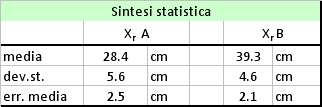 Sintesi statistica
Xr A Xr B
media 28.4 cm 39.3 cm
dev.st. 5.6 cm 4.6 cm
err. media 2.5 cm 2.1 cm